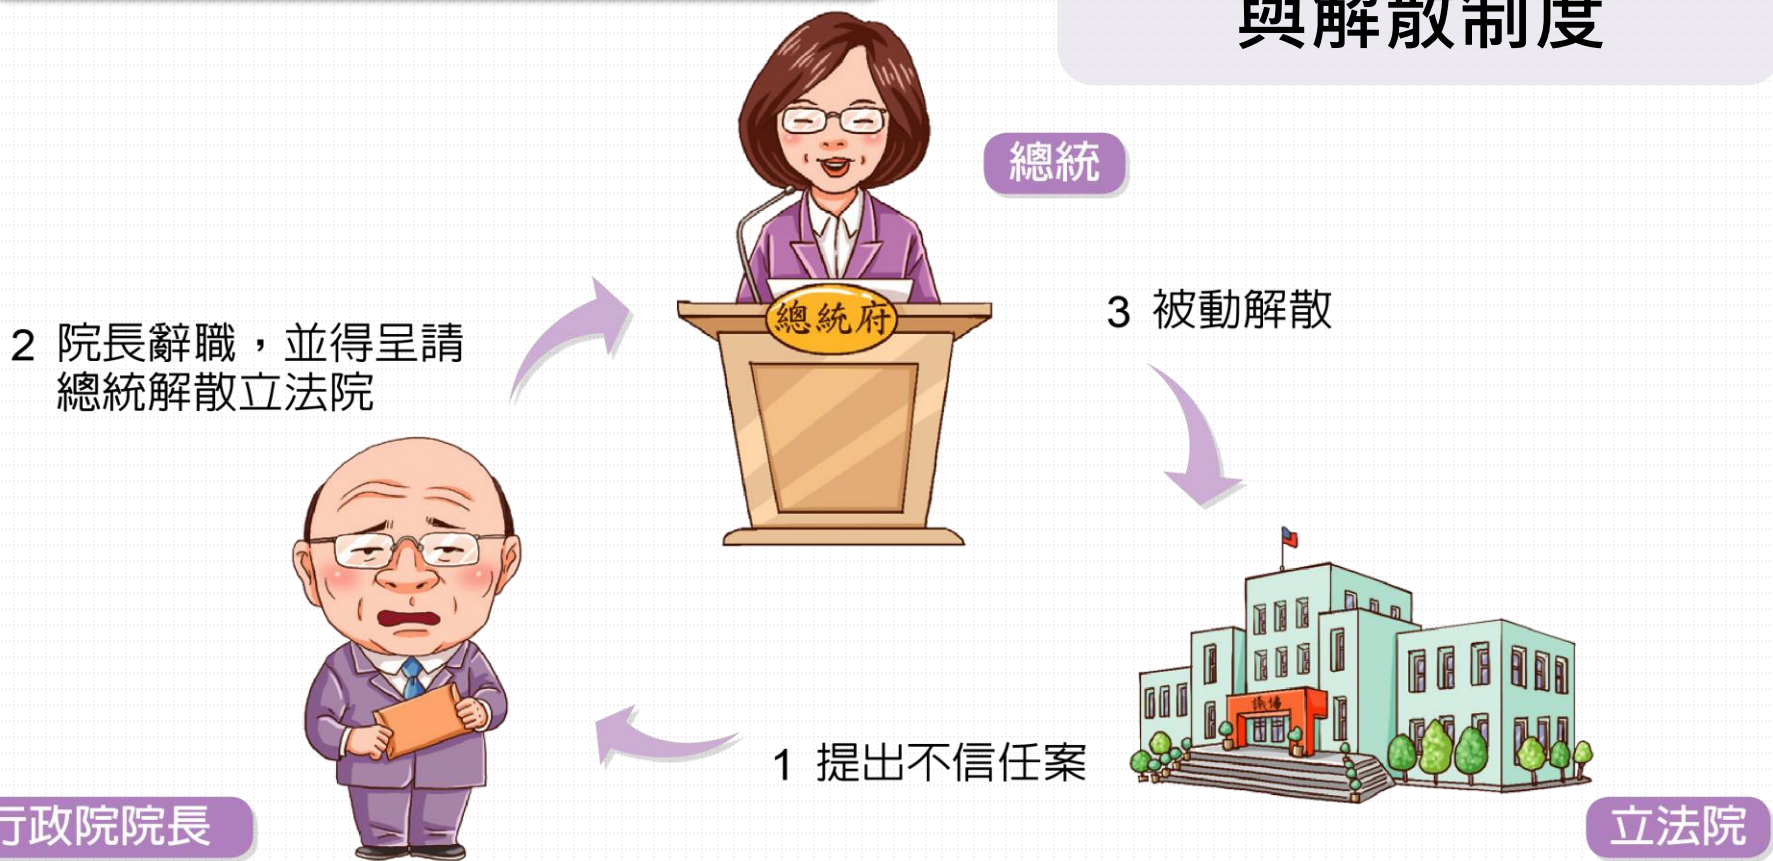 與解散制度
總統
總統府
3 被動解散
2 院長辭職，並得呈請
總統解散立法院
議場
1 提出不信任案
行政院院長
立法院